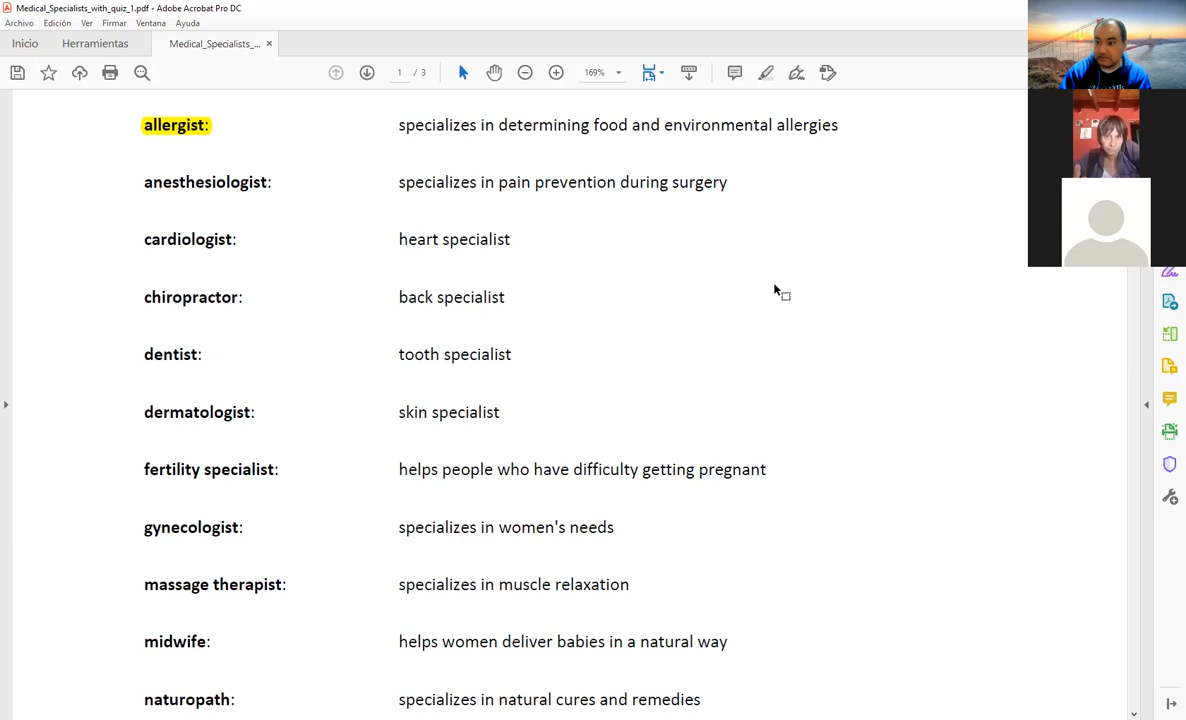 Medical_Specialists_with_quiz_1.pdf - Adobe Acrobat Pro DC
Archivo Edición Ver Firmar Ventana Ayuda
Inicio Herramientas Medical_Specialists_... ×
1 / 3 169%
allergist: specializes in determining food and environmental allergies
anesthesiologist: specializes in pain prevention during surgery
cardiologist: heart specialist
chiropractor: back specialist
dentist: tooth specialist
dermatologist: skin specialist
fertility specialist: helps people who have difficulty getting pregnant
gynecologist: specializes in women's needs
massage therapist: specializes in muscle relaxation
midwife: helps women deliver babies in a natural way
naturopath: specializes in natural cures and remedies